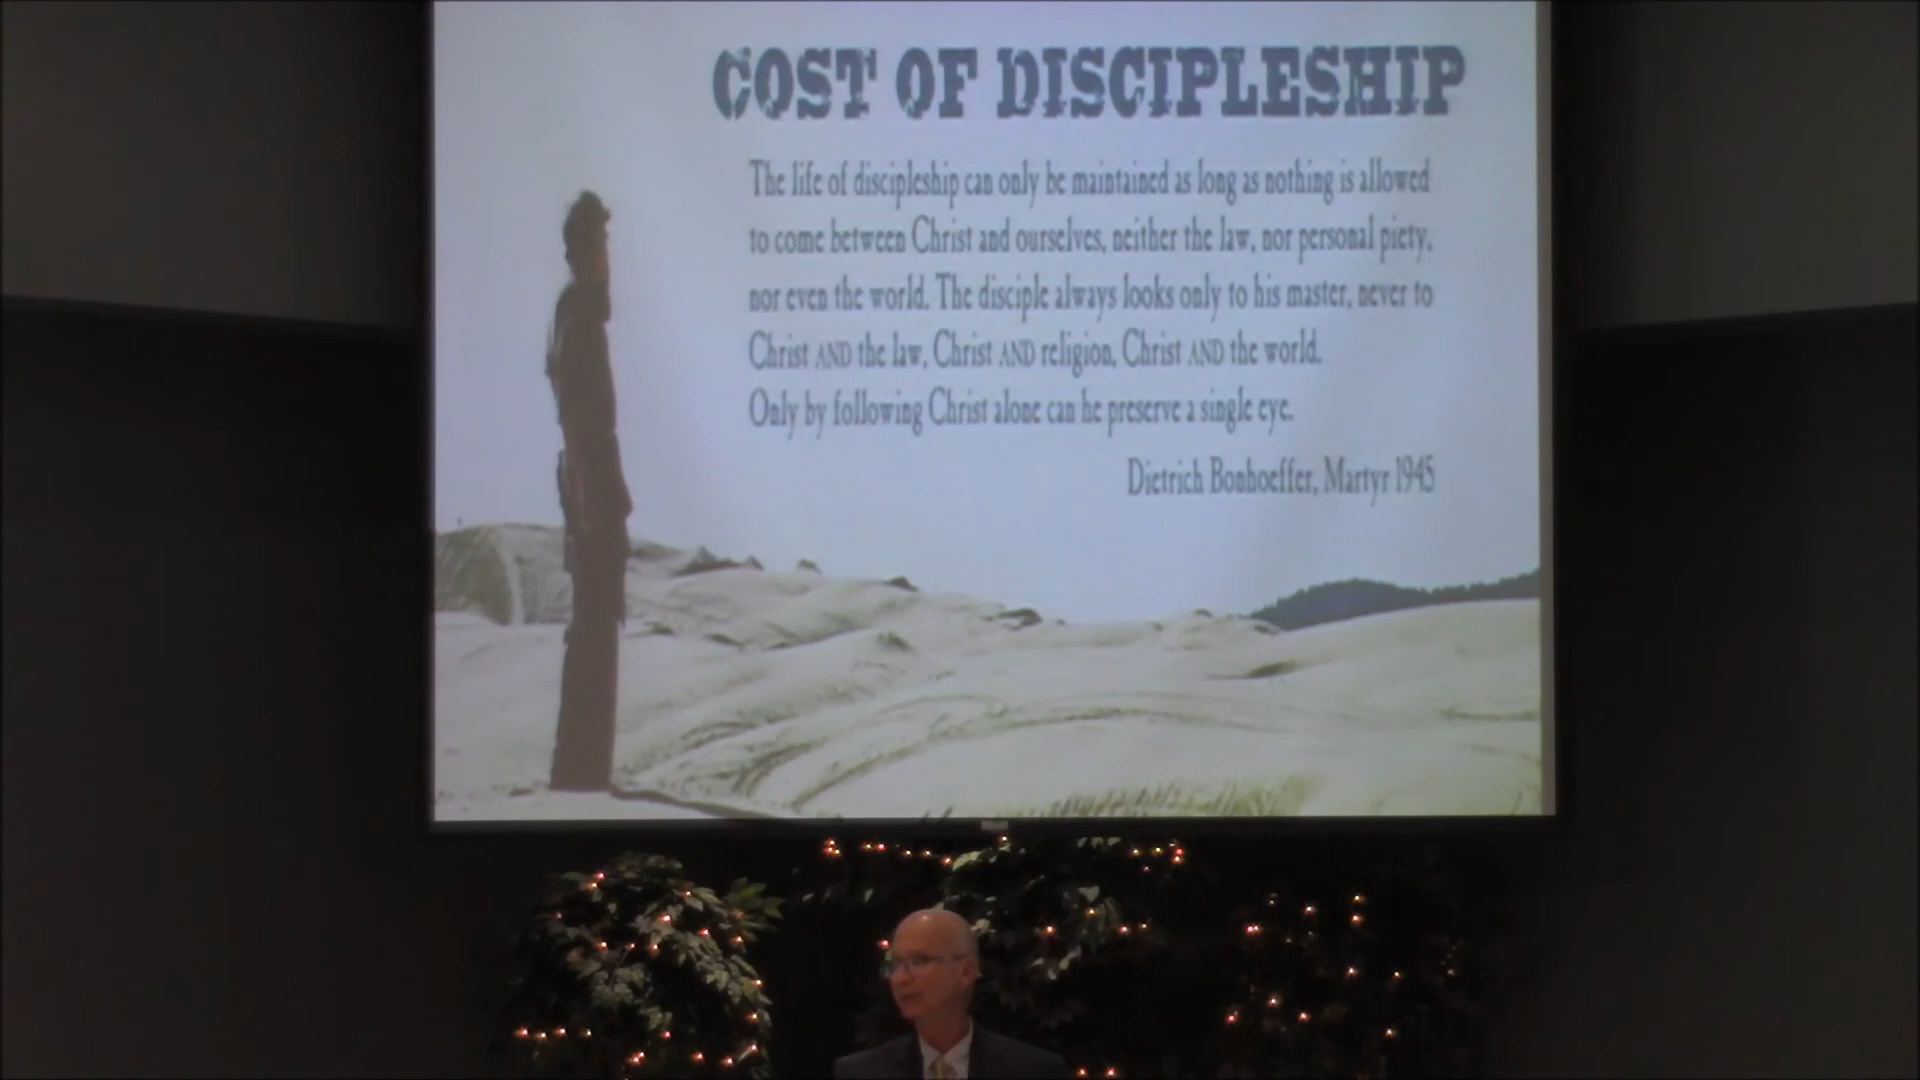 COST OF DISCIPLESHIP
The life of discipleship can only be maintained as long as nothing is allowed
to come between Christ and ourselves, neither the law, nor personal piety,
nor even the world. The disciple always looks only to his master, never to
Christ AND the law, Christ AND religion, Christ AND the world.
Only by following Christ alone can he preserve a single eye.
Dietrich Bonhoeffer, Martyr 1945